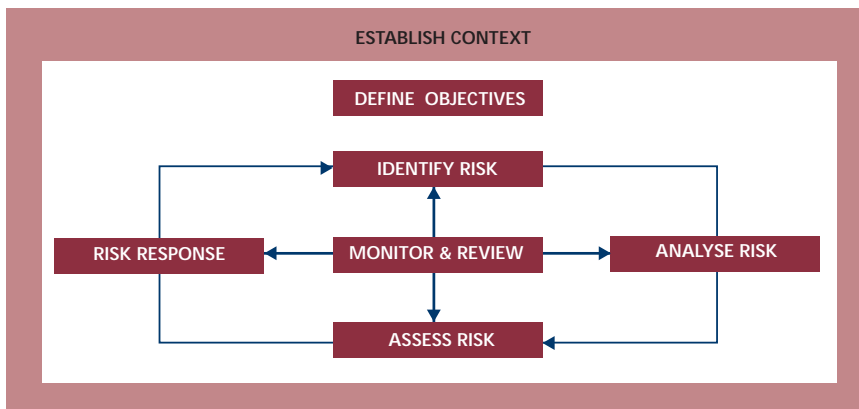 ESTABLISH CONTEXT
DEFINE OBJECTIVES
IDENTIFY RISK
RISK RESPONSE
MONITOR & REVIEW
ANALYSE RISK
ASSESS RISK